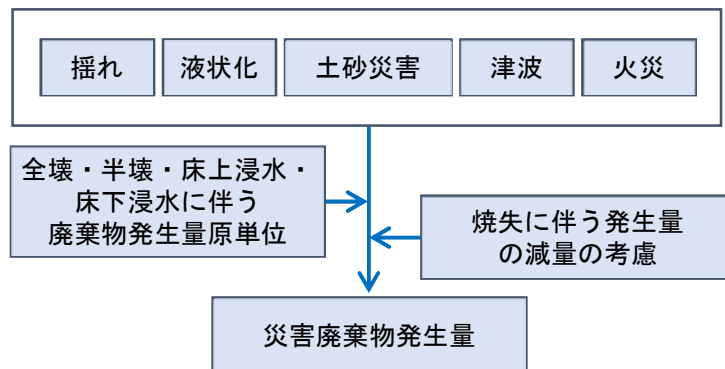 揺れ
液状化
土砂災害
津波
火災
全壊・半壊・床上浸水・
床下浸水に伴う
廃棄物発生量原単位
焼失に伴う発生量
の減量の考慮
災害廃棄物発生量